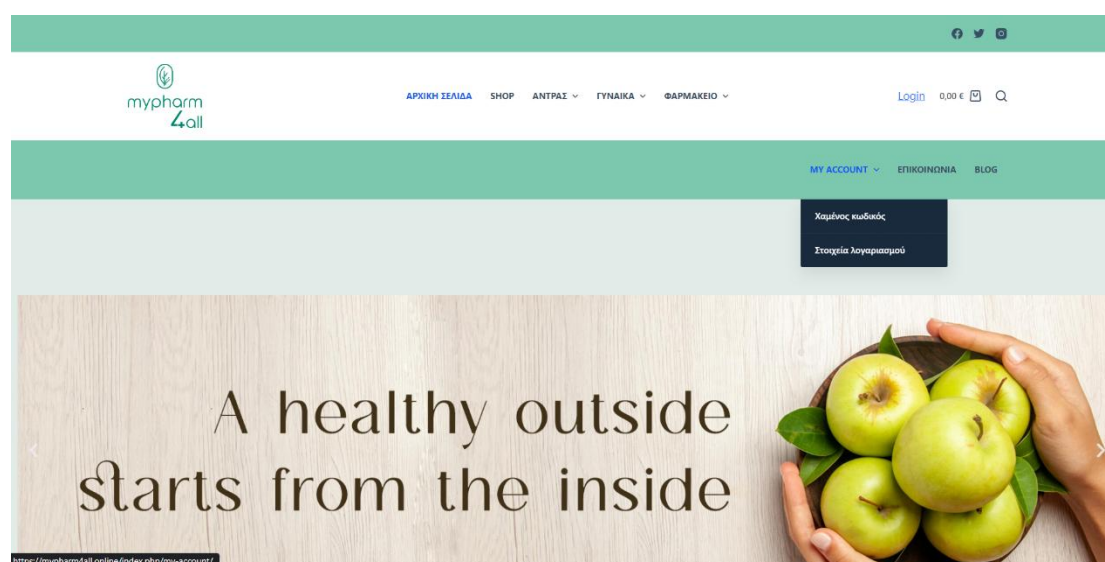 mypharm
4all
ΑΡΧΙΚΗ ΣΕΛΙΔΑ SHOP ΑΝΤΡΑΣ ΓΥΝΑΙΚΑ ΦΑΡΜΑΚΕΙΟ
Login 0,00 €
MY ACCOUNT ΕΠΙΚΟΙΝΩΝΙΑ BLOG
Χαμένος κωδικός
Στοιχεία λογαριασμού
A healthy outside
starts from the inside
https://mypharm4all.online/index.php/my-account/